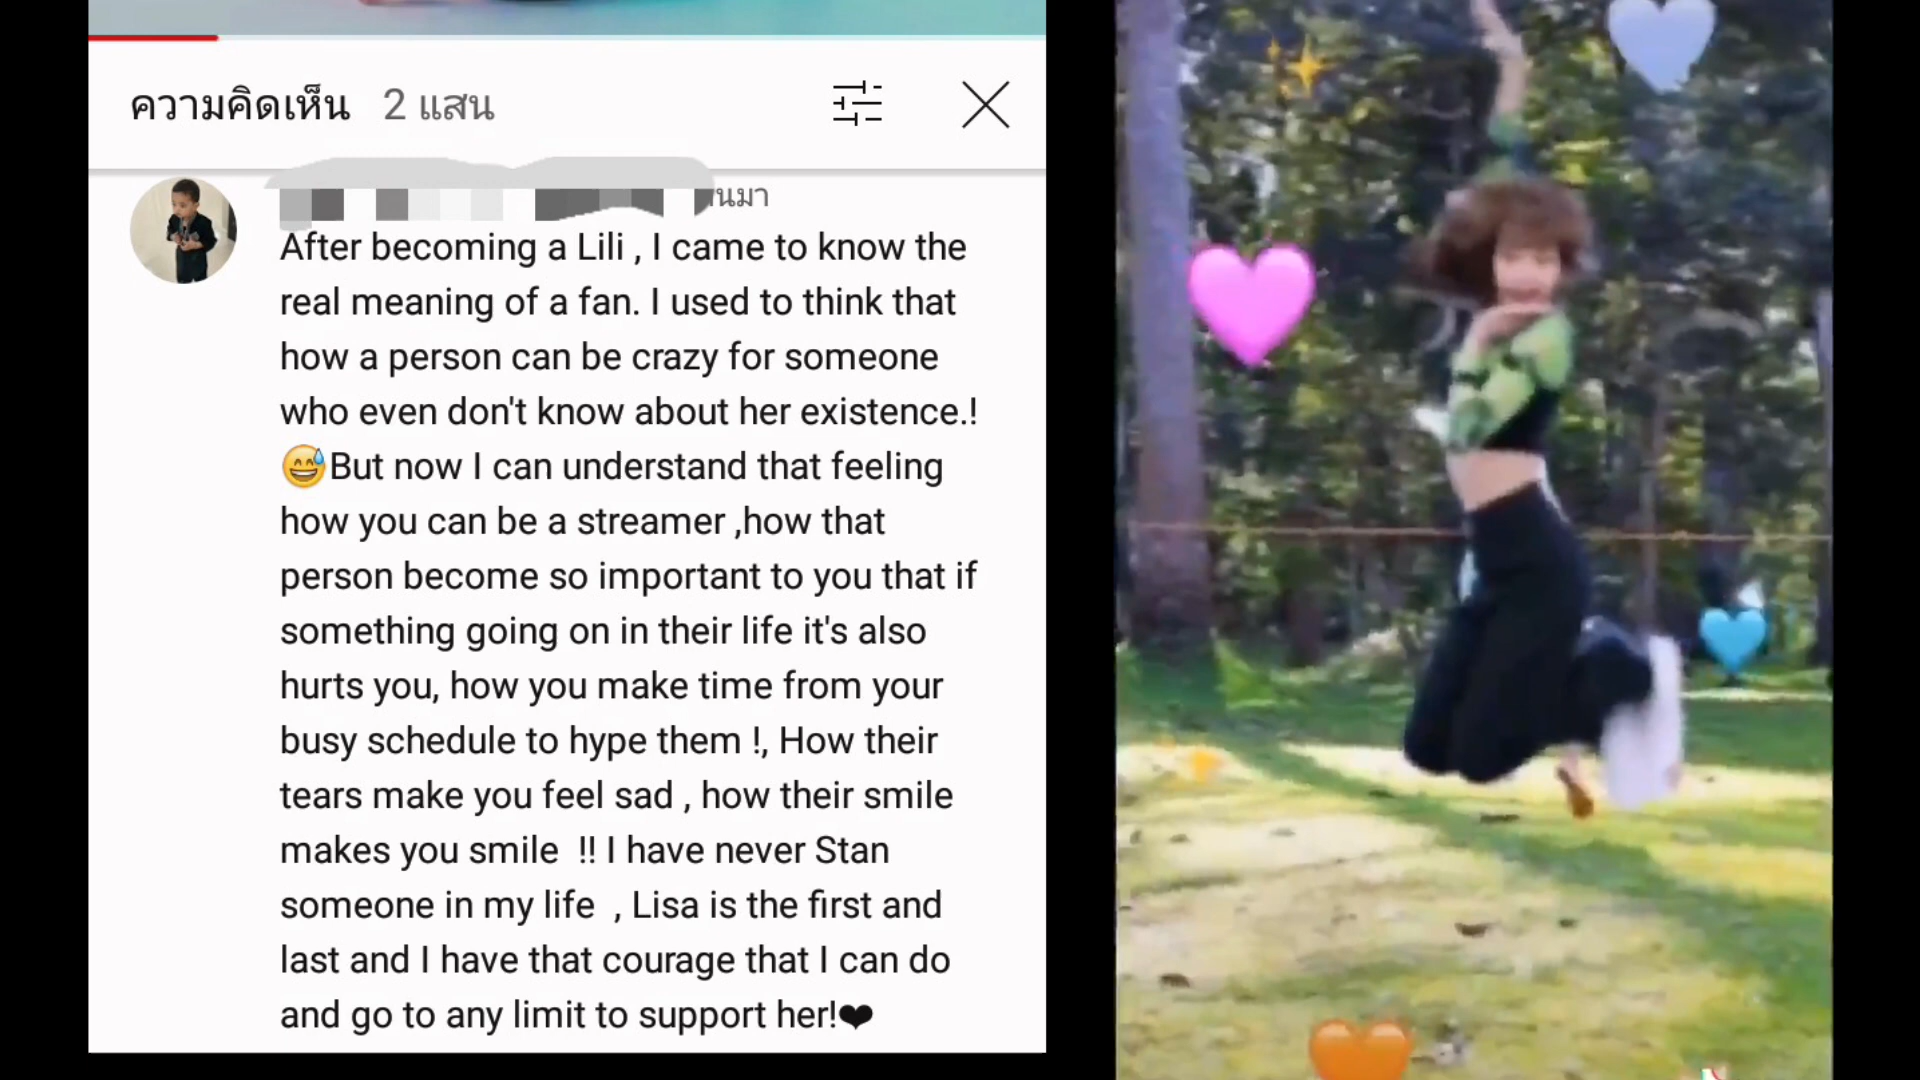 ความคิดเห็น 2 แสน
After becoming a Lili , I came to know the
real meaning of a fan. I used to think that
how a person can be crazy for someone
who even don't know about her existence.!
😅But now I can understand that feeling
how you can be a streamer ,how that
person become so important to you that if
something going on in their life it's also
hurts you, how you make time from your
busy schedule to hype them !, How their
tears make you feel sad , how their smile
makes you smile  !! I have never Stan
someone in my life  , Lisa is the first and
last and I have that courage that I can do
and go to any limit to support her!❤